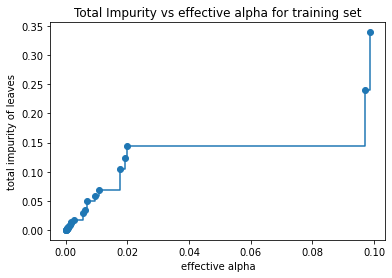 Total Impurity vs effective alpha for training set
total impurity of leaves
0.35
0.30
0.25
0.20
0.15
0.10
0.05
0.00
0.00 0.02 0.04 0.06 0.08 0.10
effective alpha